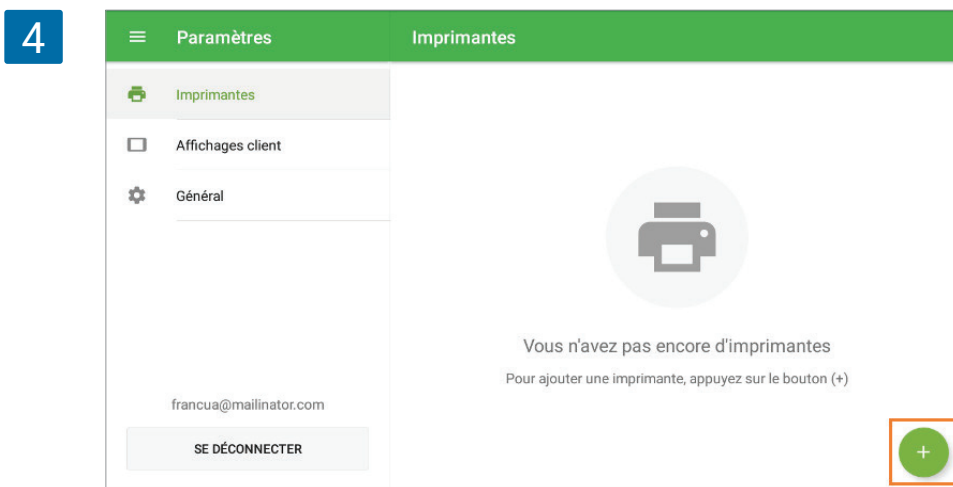 4
Paramètres
Imprimantes
Imprimantes
Affichages client
Général
Vous n'avez pas encore d'imprimantes
Pour ajouter une imprimante, appuyez sur le bouton (+)
francua@mailinator.com
SE DÉCONNECTER
+